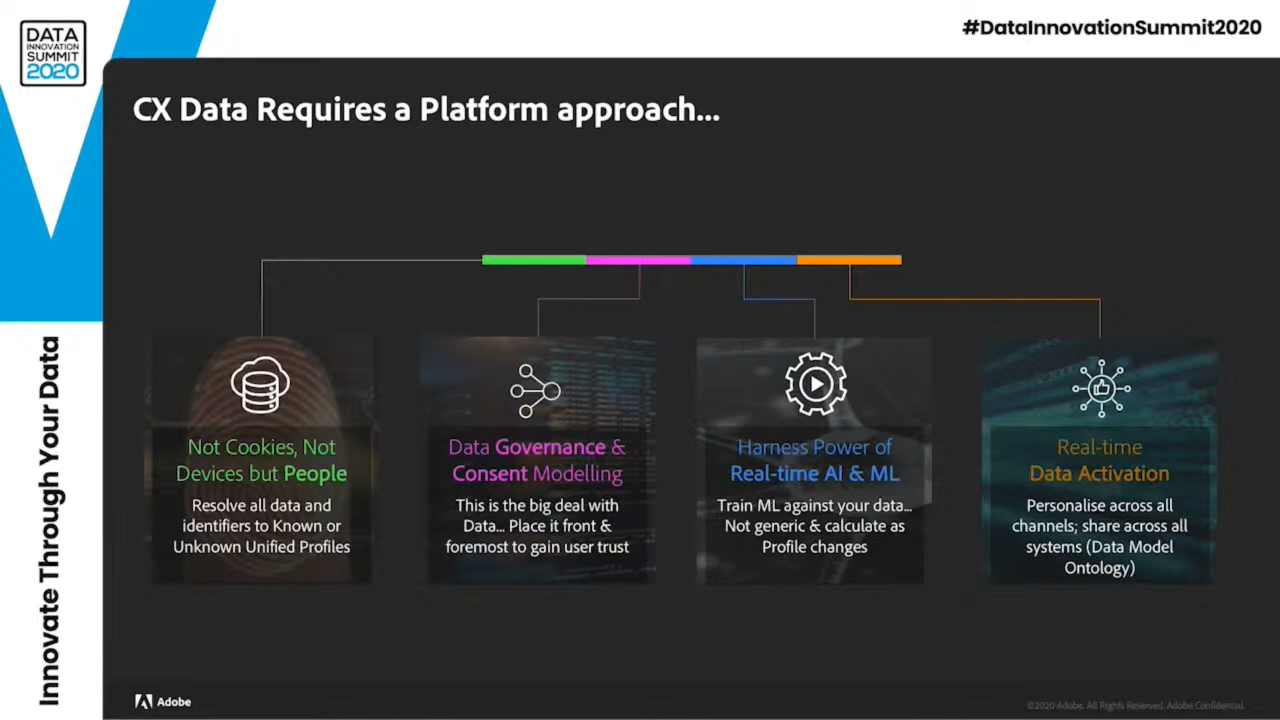 DATA
INNOVATION
SUMMIT
2020
#DataInnovationSummit2020
Innovate Through Your Data
CX Data Requires a Platform approach...
Not Cookies, Not
Devices but People
Resolve all data and
identifiers to Known or
Unknown Unified Profiles
Data Governance &
Consent Modelling
This is the big deal with
Data... Place it front &
foremost to gain user trust
Harness Power of
Real-time AI & ML
Train ML against your data...
Not generic & calculate as
Profile changes
Real-time
Data Activation
Personalise across all
channels; share across all
systems (Data Model
Ontology)
Adobe
©2020 Adobe. All Rights Reserved. Adobe Confidential.